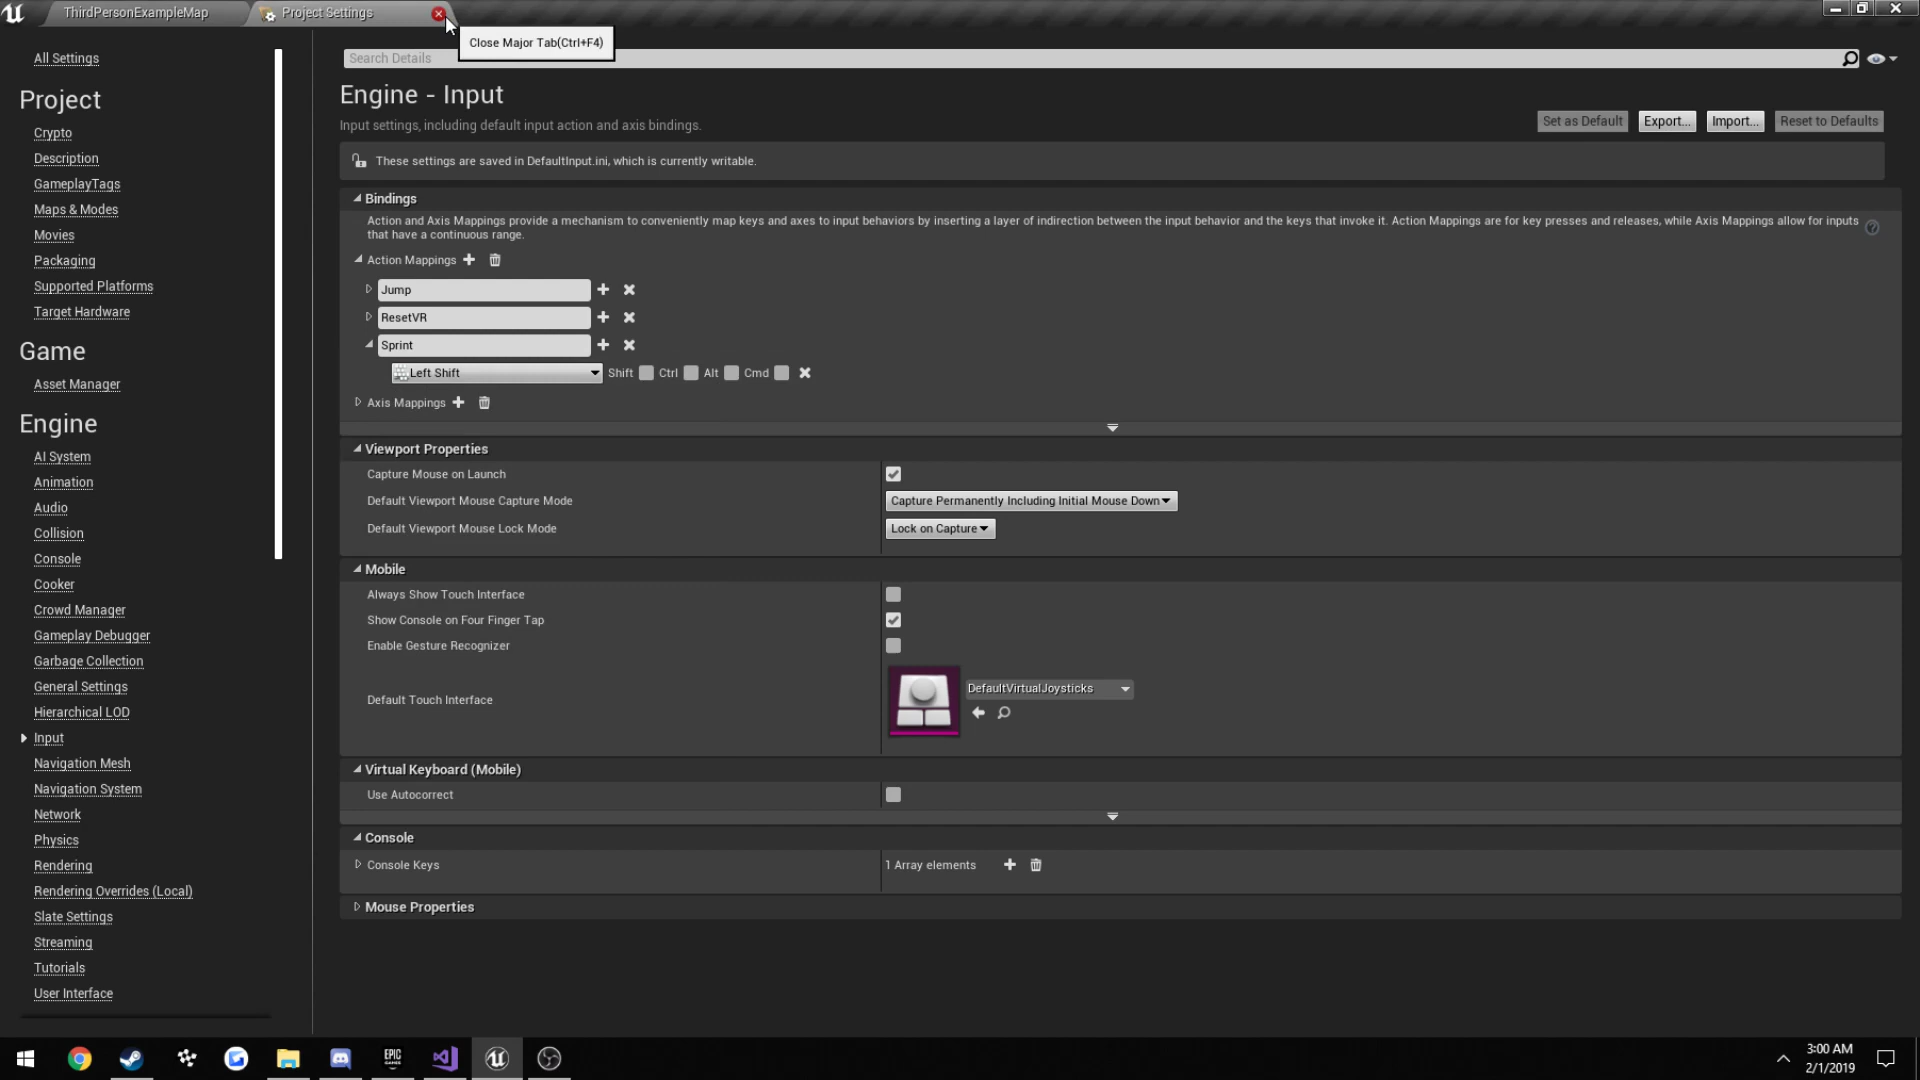 ThirdPersonExampleMap
Project Settings
Close Major Tab(Ctrl+F4)
All Settings
Project
Crypto
Description
GameplayTags
Maps & Modes
Movies
Packaging
Supported Platforms
Target Hardware
Game
Asset Manager
Engine
AI System
Animation
Audio
Collision
Console
Cooker
Crowd Manager
Gameplay Debugger
Garbage Collection
General Settings
Hierarchical LOD
Input
Navigation Mesh
Navigation System
Network
Physics
Rendering
Rendering Overrides (Local)
Slate Settings
Streaming
Tutorials
User Interface
Search Details
Engine - Input
Input settings, including default input action and axis bindings.
Set as Default
Export...
Import...
Reset to Defaults
These settings are saved in DefaultInput.ini, which is currently writable.
Bindings
Action and Axis Mappings provide a mechanism to conveniently map keys and axes to input behaviors by inserting a layer of indirection between the input behavior and the keys that invoke it. Action Mappings are for key presses and releases, while Axis Mappings allow for inputs
that have a continuous range.
Action Mappings
Jump
ResetVR
Sprint
Left Shift Shift Ctrl Alt Cmd
Axis Mappings
Viewport Properties
Capture Mouse on Launch
Default Viewport Mouse Capture Mode Capture Permanently Including Initial Mouse Down
Default Viewport Mouse Lock Mode Lock on Capture
Mobile
Always Show Touch Interface
Show Console on Four Finger Tap
Enable Gesture Recognizer
Default Touch Interface DefaultVirtualJoysticks
Virtual Keyboard (Mobile)
Use Autocorrect
Console
Console Keys 1 Array elements
Mouse Properties
EPIC
GAMES
3:00 AM
2/1/2019